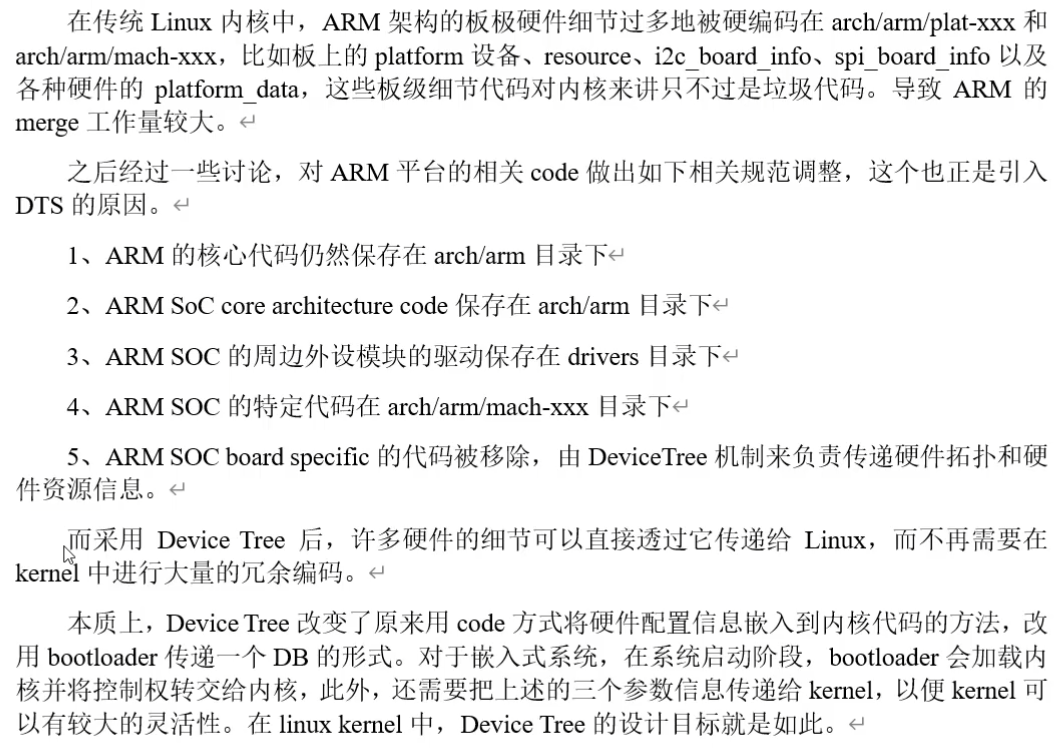 在传统 Linux 内核中，ARM 架构的板极硬件细节过多地被硬编码在 arch/arm/plat-xxx 和
arch/arm/mach-xxx，比如板上的 platform 设备、resource、i2c_board_info、spi_board_info 以及
各种硬件的 platform_data，这些板级细节代码对内核来讲只不过是垃圾代码。导致 ARM 的
merge 工作量较大。↵
之后经过一些讨论，对 ARM 平台的相关 code 做出如下相关规范调整，这个也正是引入
DTS 的原因。↵
1、ARM 的核心代码仍然保存在 arch/arm 目录下↵
2、ARM SoC core architecture code 保存在 arch/arm 目录下↵
3、ARM SOC 的周边外设模块的驱动保存在 drivers 目录下↵
4、ARM SOC 的特定代码在 arch/arm/mach-xxx 目录下↵
5、ARM SOC board specific 的代码被移除，由 DeviceTree 机制来负责传递硬件拓扑和硬
件资源信息。↵
而采用 Device Tree 后，许多硬件的细节可以直接透过它传递给 Linux，而不再需要在
kernel 中进行大量的冗余编码。↵
本质上，Device Tree 改变了原来用 code 方式将硬件配置信息嵌入到内核代码的方法，改
用 bootloader 传递一个 DB 的形式。对于嵌入式系统，在系统启动阶段，bootloader 会加载内
核并将控制权转交给内核，此外，还需要把上述的三个参数信息传递给 kernel，以便 kernel 可
以有较大的灵活性。在 linux kernel 中，Device Tree 的设计目标就是如此。↵